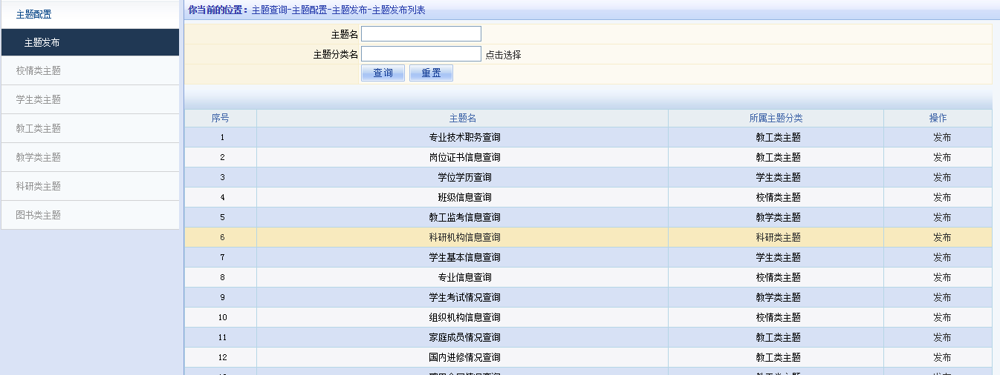 主题配置
主题发布
校情类主题
学生类主题
教工类主题
教学类主题
科研类主题
图书类主题
你当前的位置：主题查询-主题配置-主题发布-主题发布列表
主题名
主题分类名 点击选择
查询 重置
序号 主题名 所属主题分类 操作
1 专业技术职务查询 教工类主题 发布
2 岗位证书信息查询 教工类主题 发布
3 学位学历查询 学生类主题 发布
4 班级信息查询 校情类主题 发布
5 教工监考信息查询 教学类主题 发布
6 科研机构信息查询 科研类主题 发布
7 学生基本信息查询 学生类主题 发布
8 专业信息查询 校情类主题 发布
9 学生考试情况查询 教学类主题 发布
10 组织机构信息查询 校情类主题 发布
11 家庭成员情况查询 教工类主题 发布
12 国内进修情况查询 教工类主题 发布